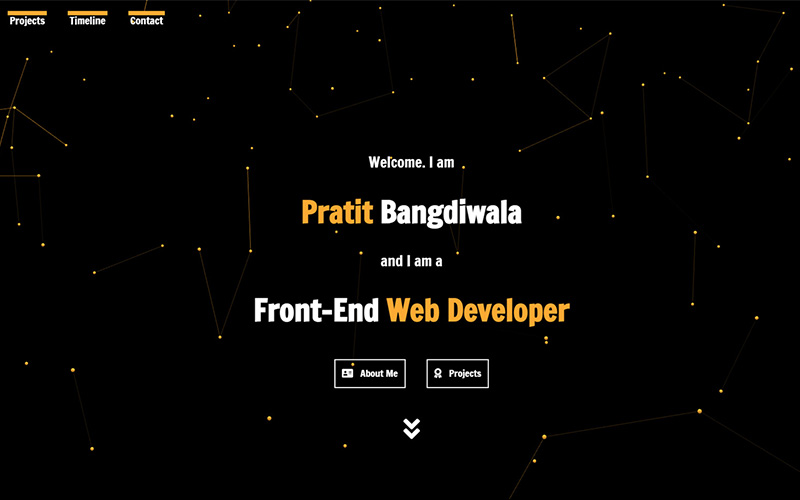 Projects Timeline Contact
Welcome. I am
Pratit Bangdiwala
and I am a
Front-End Web Developer
About Me Projects